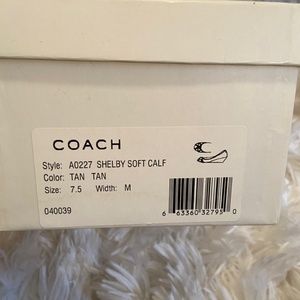 COACH
Style: A0227 SHELBY SOFT CALF
Color: TAN TAN
Size: 7.5 Width: M
040039
6 63360 32795 0